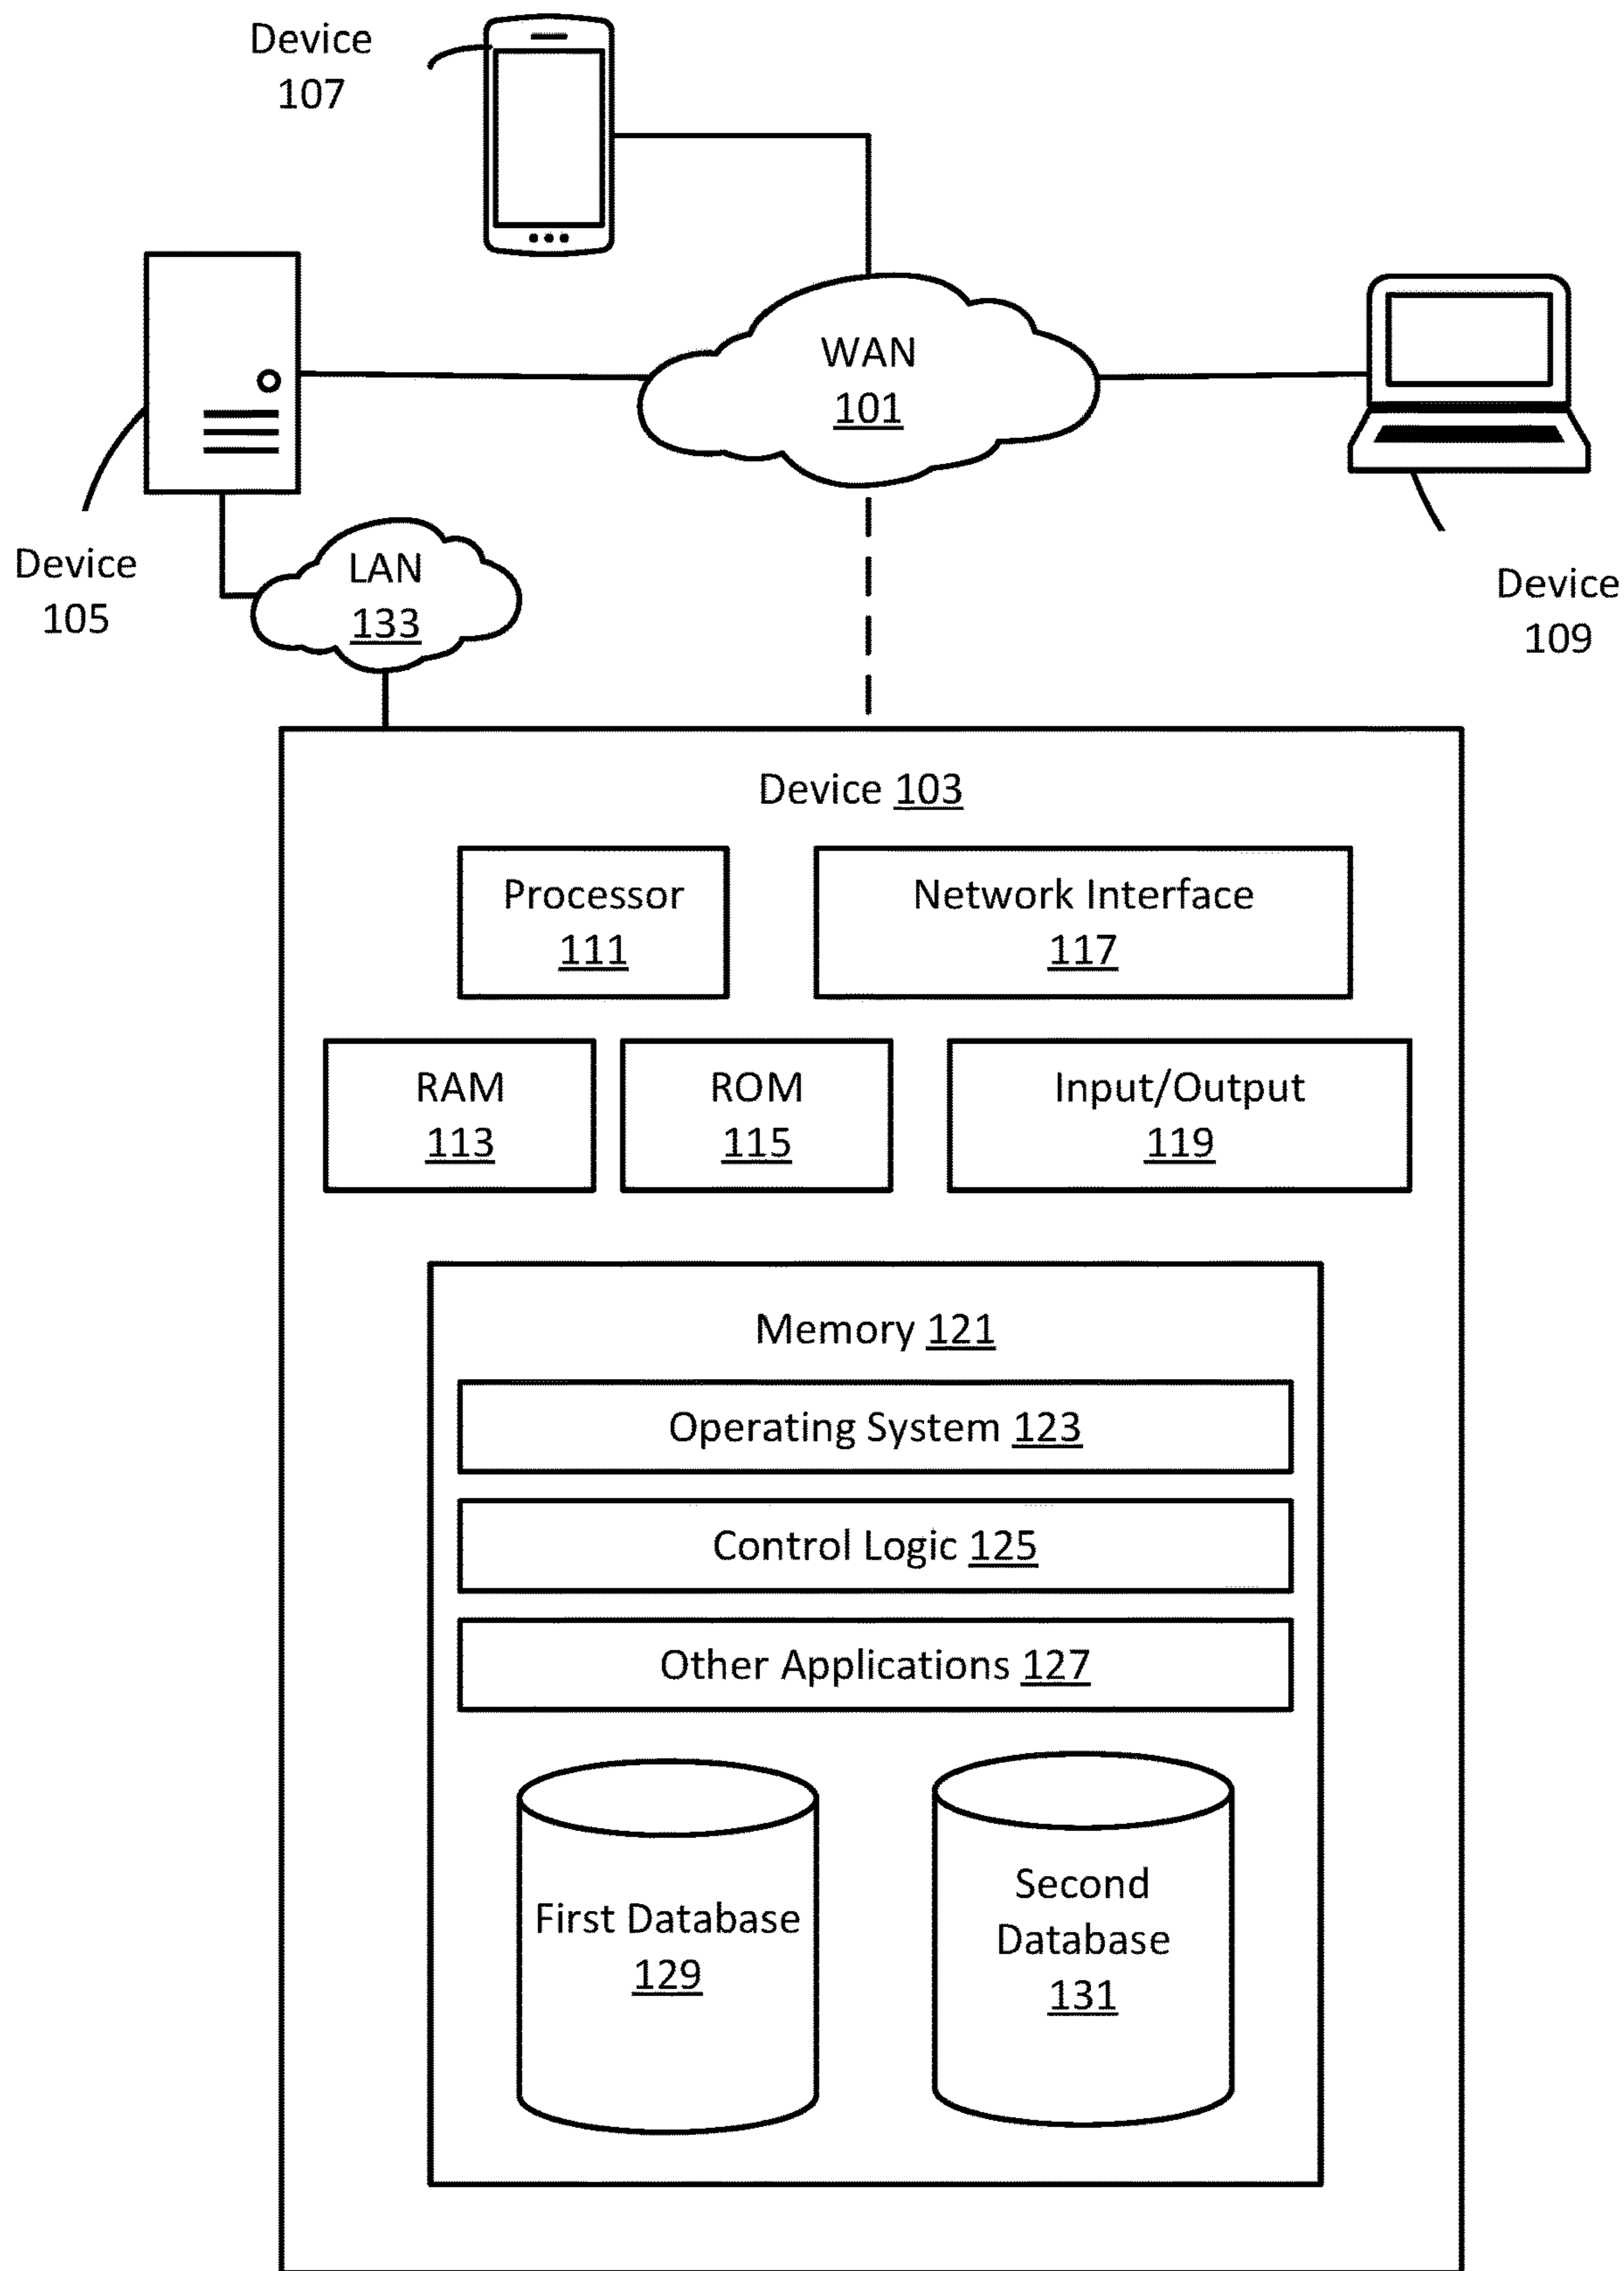 Device
107
WAN
101
Device
105
LAN
133
Device
109
Device 103
Processor
111
Network Interface
117
RAM
113
ROM
115
Input/Output
119
Memory 121
Operating System 123
Control Logic 125
Other Applications 127
First Database
129
Second
Database
131